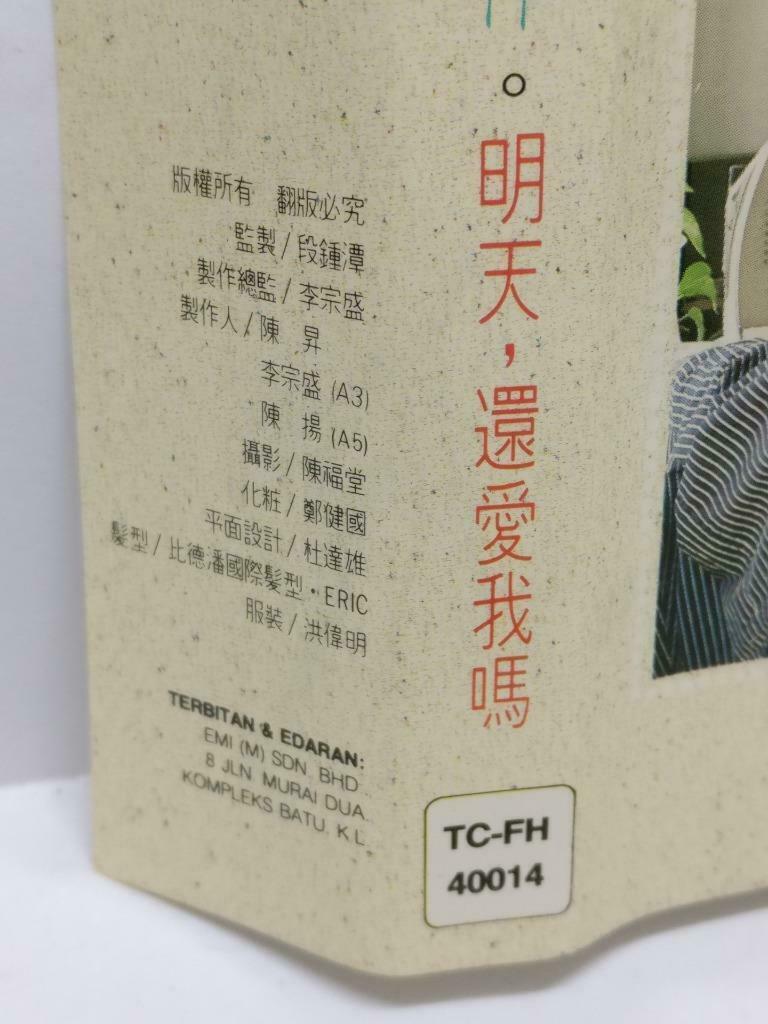 版權所有 翻版必究
監製/段鍾潭
製作總監/李宗盛
製作人/陳 昇
李宗盛 (A3)
陳 揚 (A5)
攝影/陳福堂
化粧/鄭健國
平面設計/杜達雄
髮型/比德潘國際髮型·ERIC
服裝/洪偉明
TERBITAN & EDARAN:
EMI (M) SDN. BHD
8 JLN. MURAI DUA
KOMPLEKS BATU. K.L.
。明天,還愛我嗎
TC-FH
40014